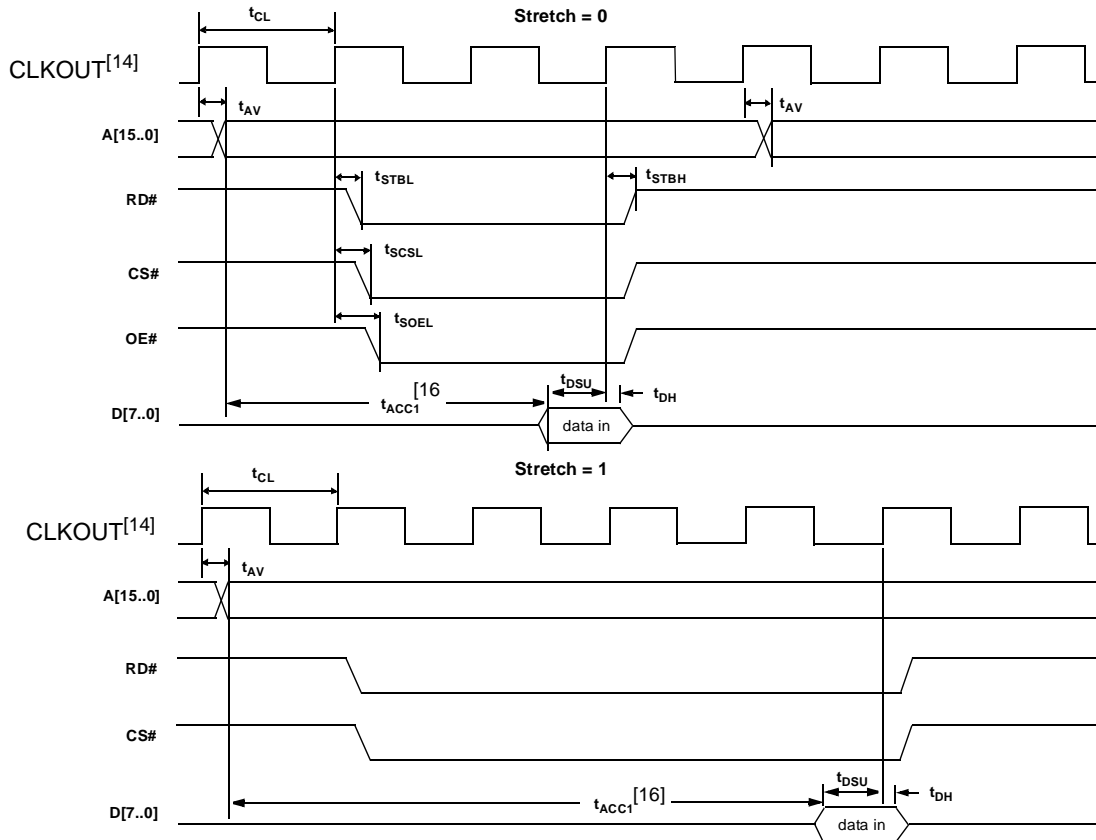 Stretch = 0
tCL
CLKOUT[14]
tAV
tAV
A[15..0]
tSTBL
tSTBH
RD#
tSCSL
CS#
tSOEL
OE#
tDSU
[16
tACC1
tDH
D[7..0]
data in
Stretch = 1
tCL
CLKOUT[14]
tAV
A[15..0]
RD#
CS#
tDSU
tACC1[16]
tDH
D[7..0]
data in